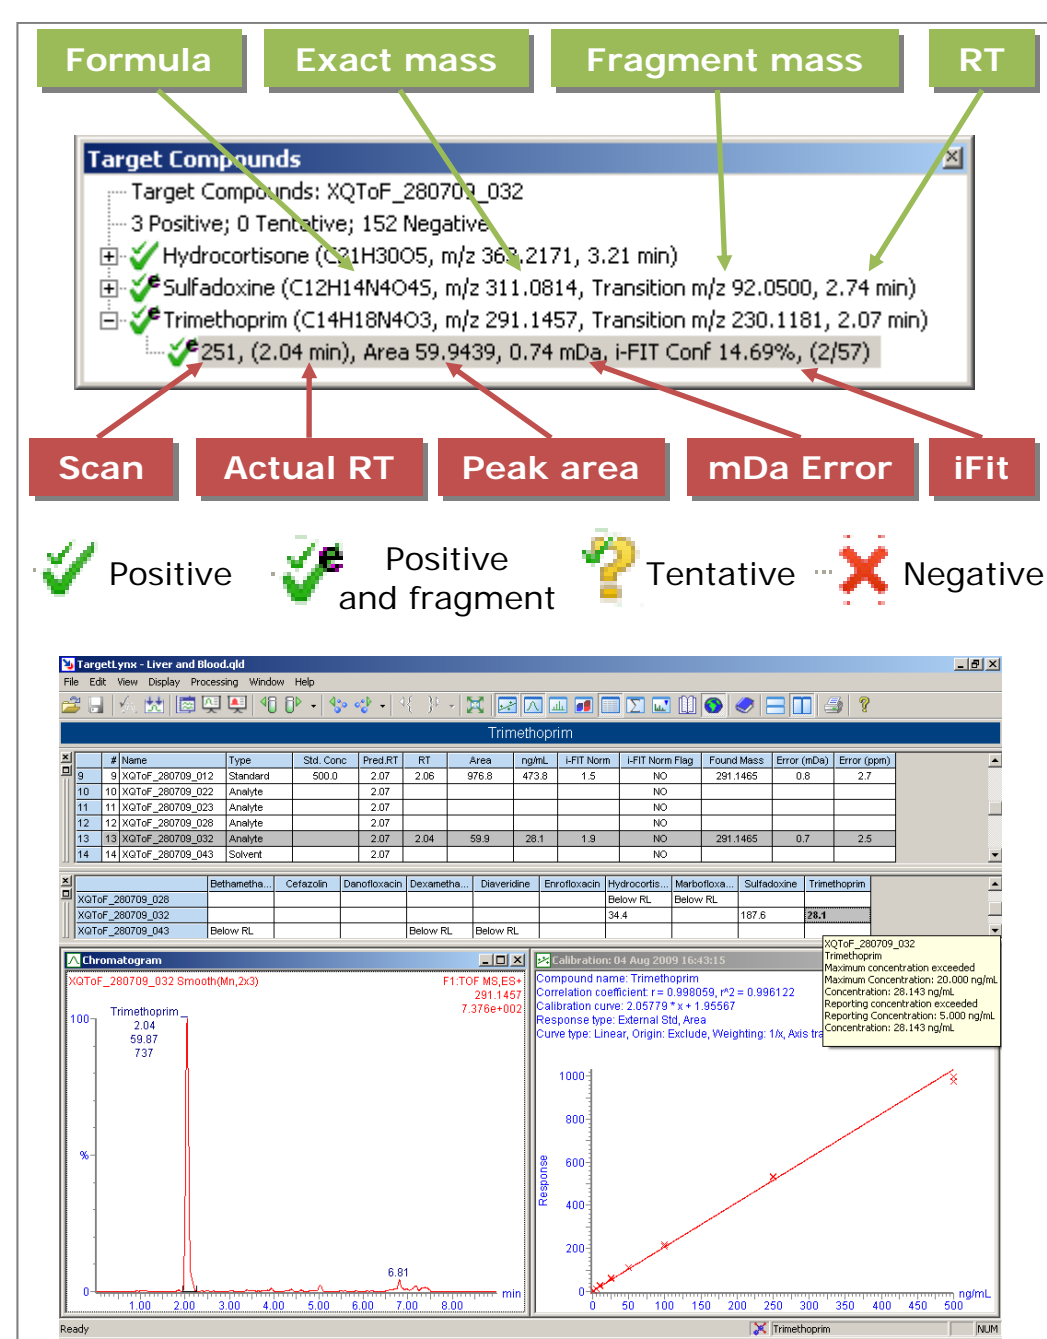 Formula Exact mass Fragment mass RT
Target Compounds
Target Compounds: XQToF_280709_032
3 Positive; 0 Tentative; 152 Negative
Hydrocortisone (C21H30O5, m/z 363.2171, 3.21 min)
Sulfadoxine (C12H14N4O4S, m/z 311.0814, Transition m/z 92.0500, 2.74 min)
Trimethoprim (C14H18N4O3, m/z 291.1457, Transition m/z 230.1181, 2.07 min)
251, (2.04 min), Area 59.9439, 0.74 mDa, i-FIT Conf 14.69%, (2/57)
Scan Actual RT Peak area mDa Error iFit
Positive
Positive
and fragment
Tentative
Negative
TargetLynx - Liver and Blood.qld
File Edit View Display Processing Window Help
Trimethoprim
# Name Type Std. Conc Pred.RT RT Area ng/mL i-FIT Norm i-FIT Norm Flag Found Mass Error (mDa) Error (ppm)
9 9 XQToF_280709_012 Standard 500.0 2.07 2.06 976.8 473.8 1.5 NO 291.1465 0.8 2.7
10 10 XQToF_280709_022 Analyte 2.07 NO
11 11 XQToF_280709_023 Analyte 2.07 NO
12 12 XQToF_280709_028 Analyte 2.07 NO
13 13 XQToF_280709_032 Analyte 2.07 2.04 59.9 28.1 1.9 NO 291.1465 0.7 2.5
14 14 XQToF_280709_043 Solvent 2.07 NO
Bethametha... Cefazolin Danofloxacin Dexametha... Diaveridine Enrofloxacin Hydrocortis... Marbofloxa... Sulfadoxine Trimethoprim
XQToF_280709_028 Below RL Below RL
XQToF_280709_032 34.4 187.6 28.1
XQToF_280709_043 Below RL Below RL Below RL
XQToF_280709_032
Trimethoprim
Maximum concentration exceeded
Maximum Concentration: 20.000 ng/mL
Concentration: 28.143 ng/mL
Reporting concentration exceeded
Reporting Concentration: 5.000 ng/mL
Concentration: 28.143 ng/mL
Chromatogram
XQToF_280709_032 Smooth(Mn,2x3)
F1:TOF MS,ES+
291.1457
7.376e+002
Trimethoprim
2.04
59.87
737
100
%
0
6.81
1.00 2.00 3.00 4.00 5.00 6.00 7.00 8.00 min
Calibration: 04 Aug 2009 16:43:15
Compound name: Trimethoprim
Correlation coefficient: r = 0.998059, r^2 = 0.996122
Calibration curve: 2.05779 * x + 1.95567
Response type: External Std, Area
Curve type: Linear, Origin: Exclude, Weighting: 1/x, Axis tra
1000
800
600
Response
400
200
0
0 50 100 150 200 250 300 350 400 450 500 ng/mL
Ready Trimethoprim NUM